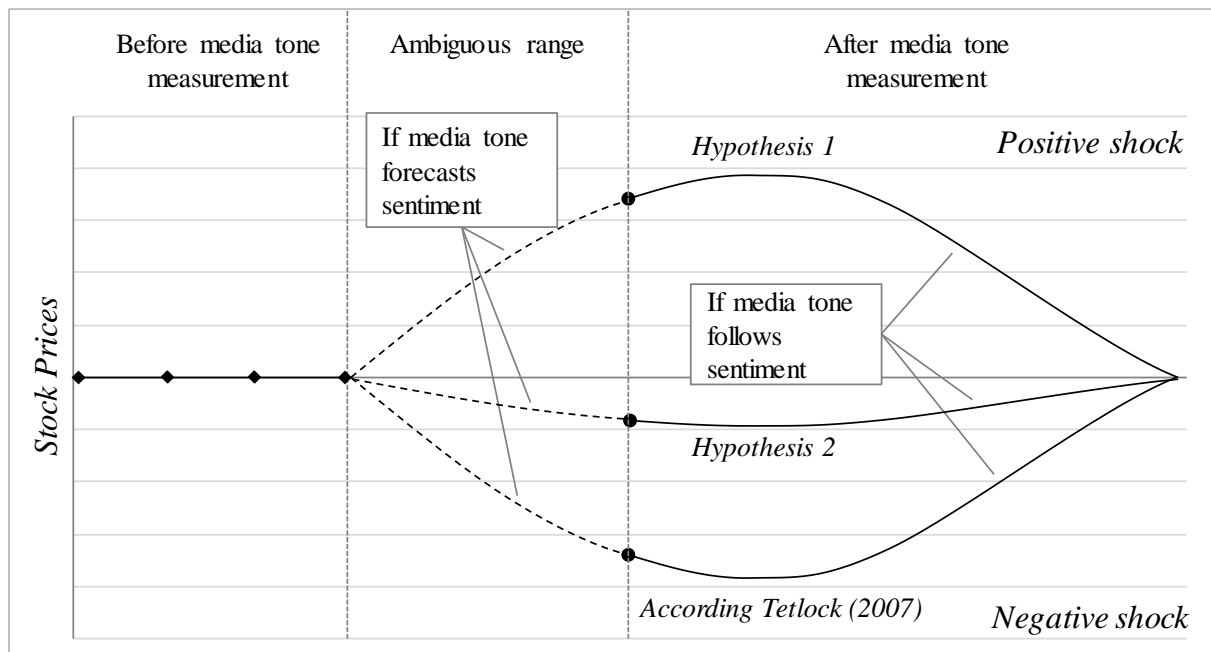 Before media tone
measurement
Ambiguous range
After media tone
measurement
If media tone
forecasts
sentiment
Hypothesis 1
Positive shock
If media tone
follows
sentiment
Stock Prices
Hypothesis 2
According Tetlock (2007)
Negative shock